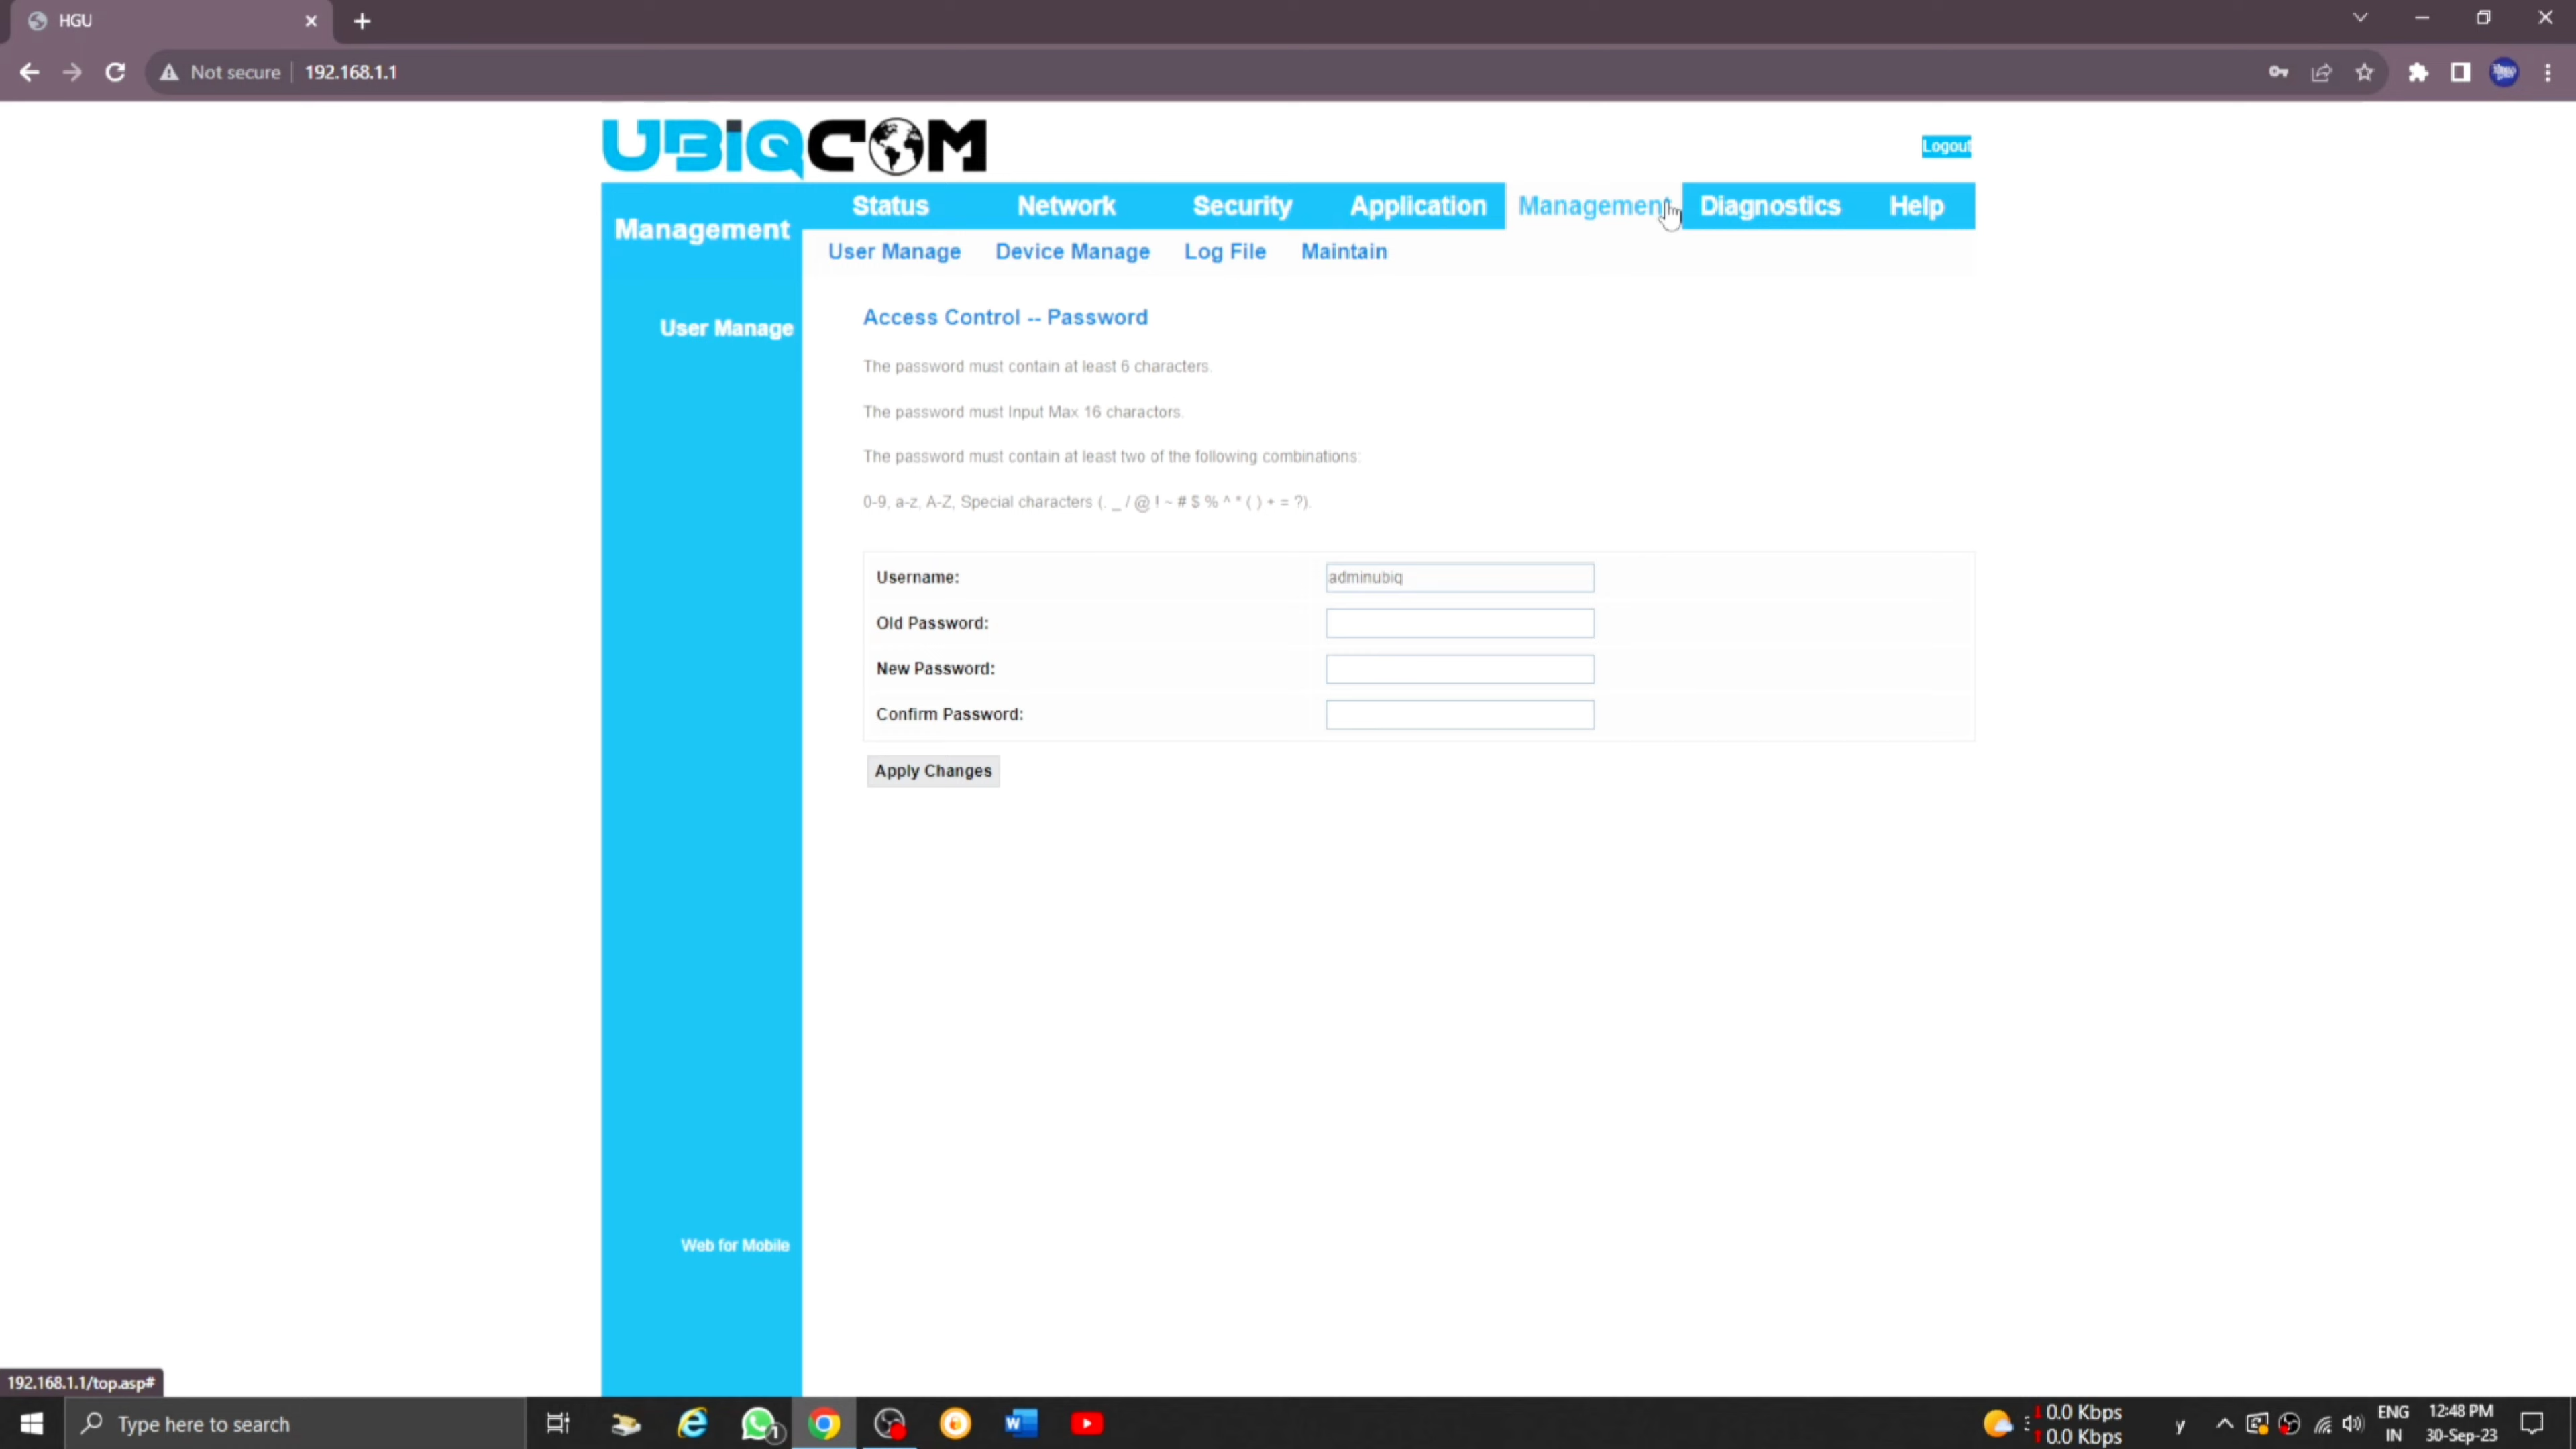 HGU
Not secure 192.168.1.1
UBiQCOM
Logout
Management
Status Network Security Application Management Diagnostics Help
User Manage Device Manage Log File Maintain
User Manage
Access Control -- Password
The password must contain at least 6 characters.
The password must Input Max 16 charactors.
The password must contain at least two of the following combinations:
0-9, a-z, A-Z, Special characters (. _ / @ ! ~ # $ % ^ * ( ) + = ?).
Username: adminubiq
Old Password:
New Password:
Confirm Password:
Apply Changes
Web for Mobile
192.168.1.1/top.asp#
Type here to search
1
0.0 Kbps
0.0 Kbps
y
ENG
IN
12:48 PM
30-Sep-23